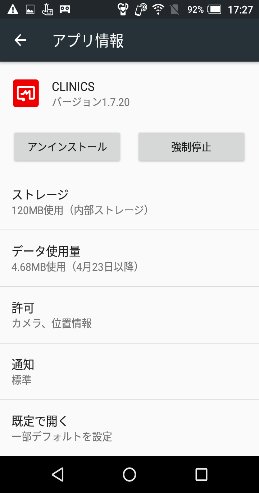 92% 17:27
アプリ情報
CLINICS
バージョン1.7.20
アンインストール 強制停止
ストレージ
120MB使用（内部ストレージ）
データ使用量
4.68MB使用（4月23日以降）
許可
カメラ、位置情報
通知
標準
既定で開く
一部デフォルトを設定